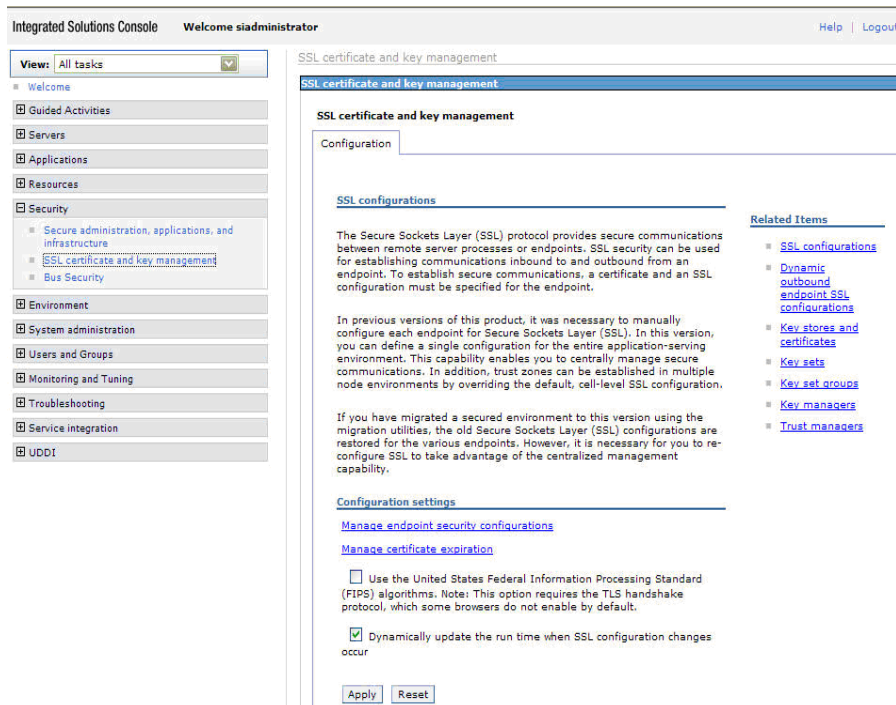 Integrated Solutions Console Welcome siadministrator Help | Logout
View: All tasks
Welcome
Guided Activities
Servers
Applications
Resources
Security
Secure administration, applications, and
infrastructure
SSL certificate and key management
Bus Security
Environment
System administration
Users and Groups
Monitoring and Tuning
Troubleshooting
Service integration
UDDI
SSL certificate and key management
SSL certificate and key management
SSL certificate and key management
Configuration
SSL configurations
The Secure Sockets Layer (SSL) protocol provides secure communications
between remote server processes or endpoints. SSL security can be used
for establishing communications inbound to and outbound from an
endpoint. To establish secure communications, a certificate and an SSL
configuration must be specified for the endpoint.
In previous versions of this product, it was necessary to manually
configure each endpoint for Secure Sockets Layer (SSL). In this version,
you can define a single configuration for the entire application-serving
environment. This capability enables you to centrally manage secure
communications. In addition, trust zones can be established in multiple
node environments by overriding the default, cell-level SSL configuration.
If you have migrated a secured environment to this version using the
migration utilities, the old Secure Sockets Layer (SSL) configurations are
restored for the various endpoints. However, it is necessary for you to re-
configure SSL to take advantage of the centralized management
capability.
Configuration settings
Manage endpoint security configurations
Manage certificate expiration
Use the United States Federal Information Processing Standard
(FIPS) algorithms. Note: This option requires the TLS handshake
protocol, which some browsers do not enable by default.
Dynamically update the run time when SSL configuration changes
occur
Apply Reset
Related Items
SSL configurations
Dynamic
outbound
endpoint SSL
configurations
Key stores and
certificates
Key sets
Key set groups
Key managers
Trust managers